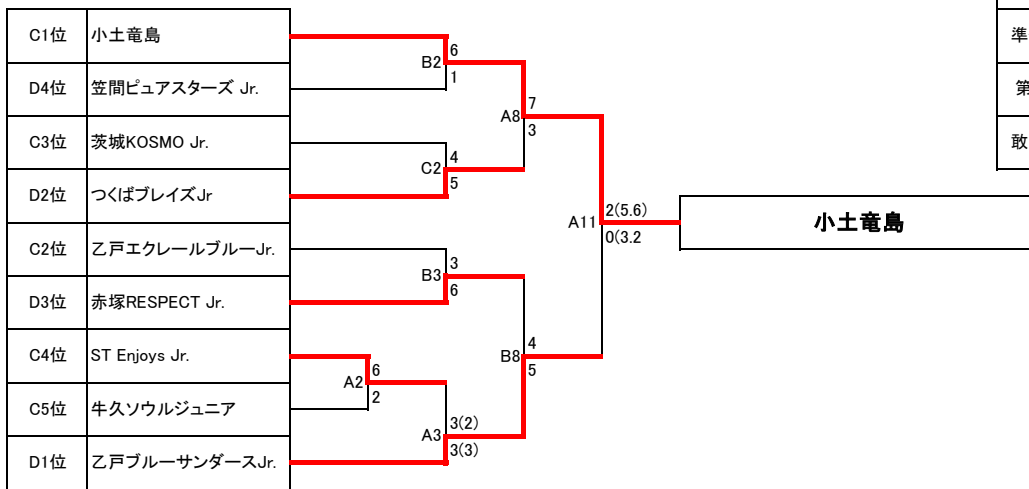 C1位 小土竜島
D4位 笠間ピュアスターズ Jr.
C3位 茨城KOSMO Jr.
D2位 つくばブレイズJr
C2位 乙戸エクレールブルーJr.
D3位 赤塚RESPECT Jr.
C4位 ST Enjoys Jr.
C5位 牛久ソウルジュニア
D1位 乙戸ブルーサンダースJr.
B2
6
1
C2
4
5
B3
3
6
A2
6
2
A3
3(2)
3(3)
A8
7
3
B8
4
5
A11
2(5.6)
0(3.2
小土竜島
準
第
敢